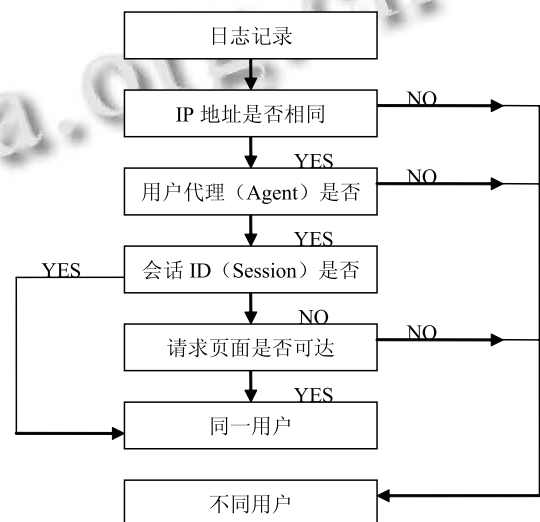 日志记录
IP 地址是否相同
NO
YES
用户代理（Agent）是否
NO
YES
会话 ID（Session）是否
YES
NO
请求页面是否可达
NO
YES
同一用户
不同用户